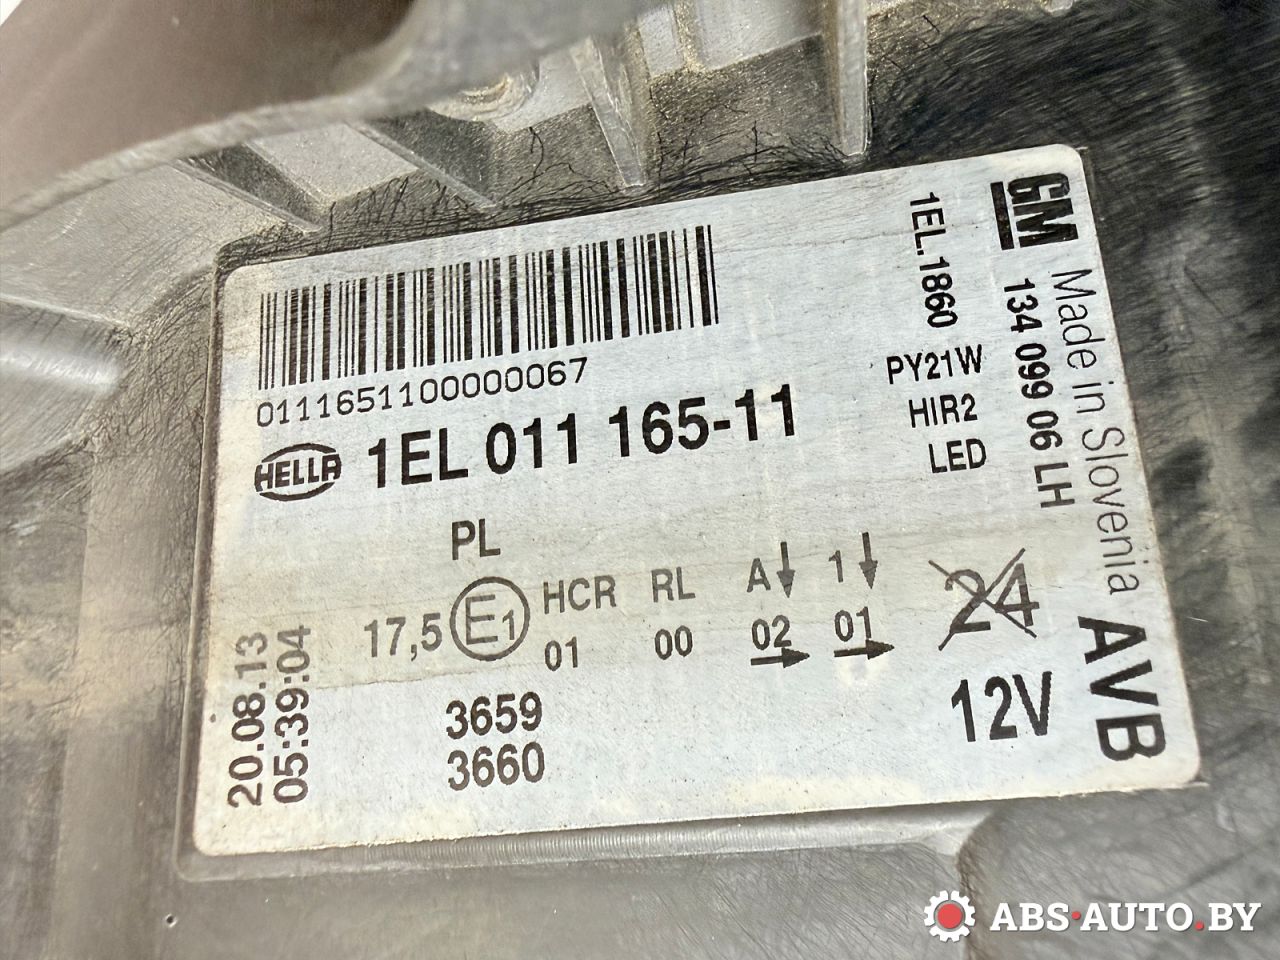 0111651100000067
HELLA 1EL 011 165-11
1EL.1860
PY21W
HIR2
LED
GM 134 099 06 LH
Made in Slovenia
AVB
PL
17,5 E1 HCR RL A↓ 1↓
01 00 02 01
24
12V
3659
3660
20.08.13
05:39:04
ABS-AUTO.BY